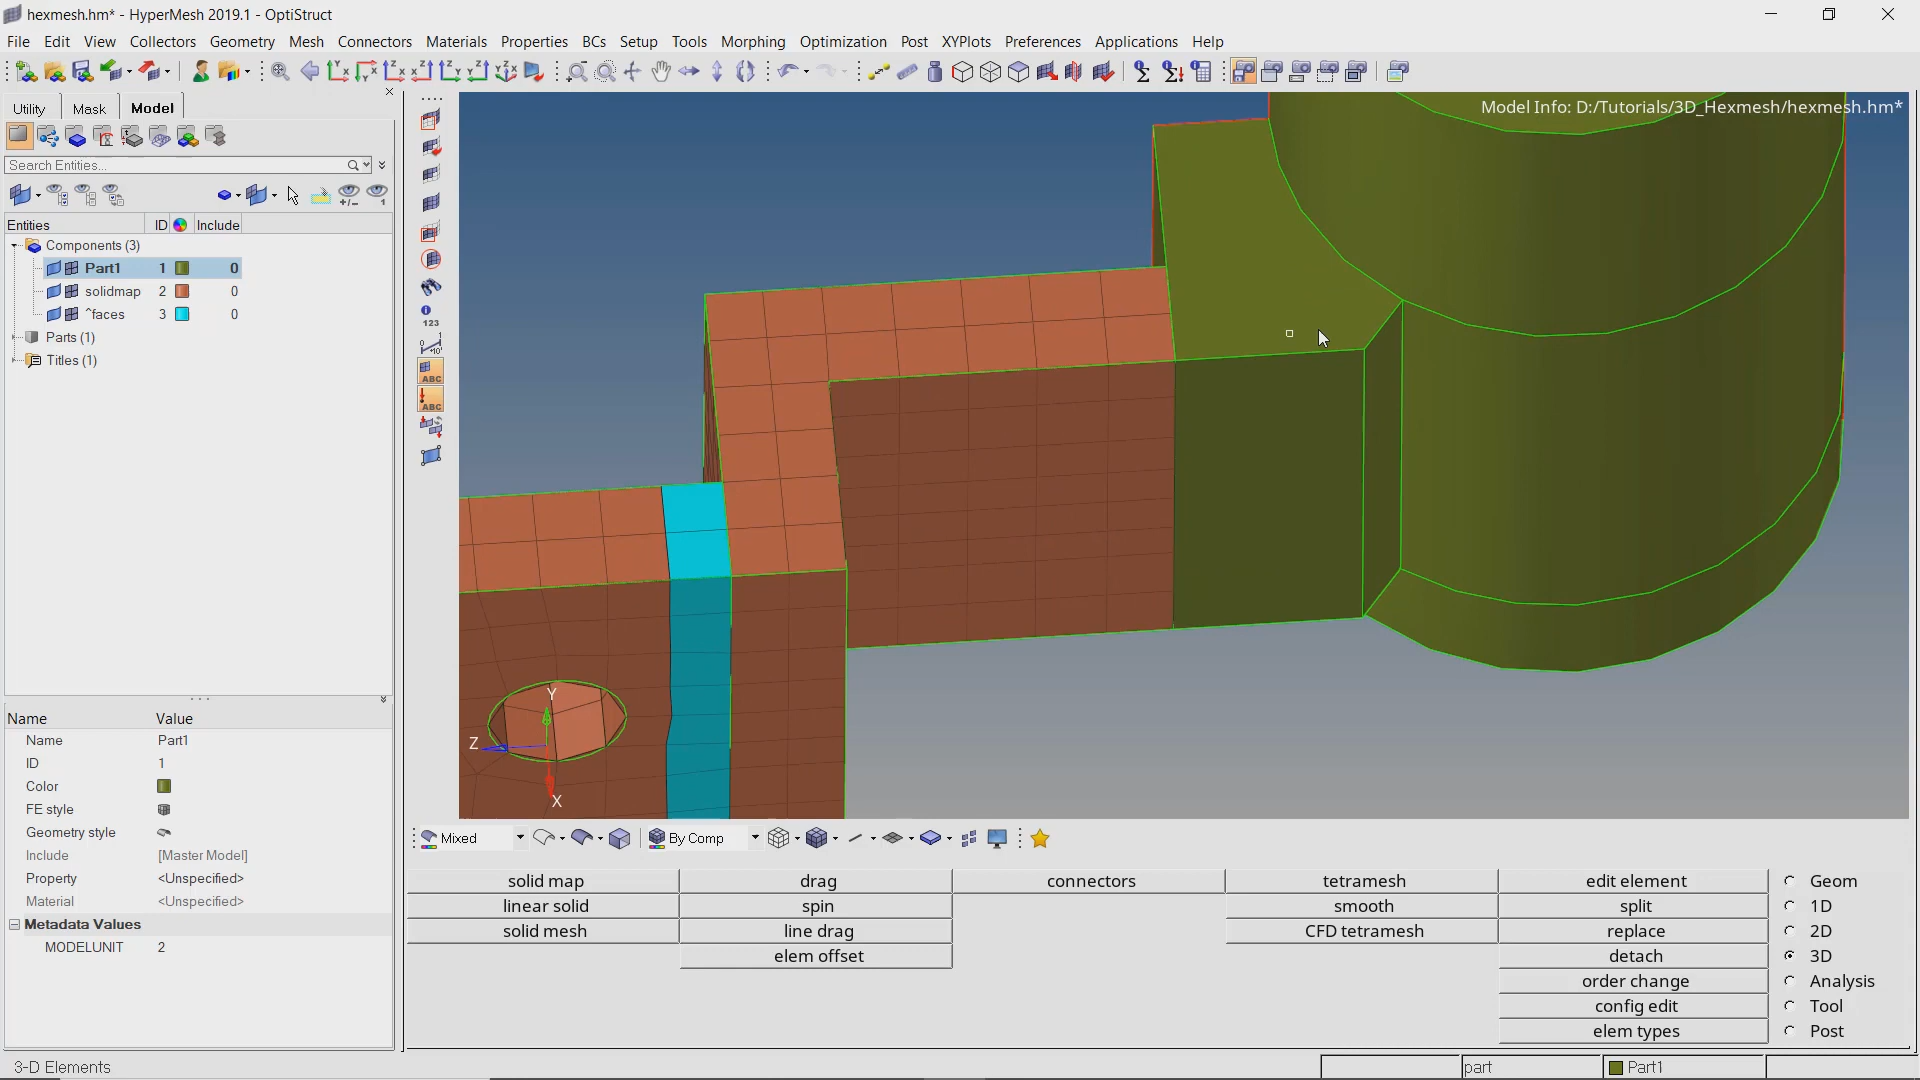 hexmesh.hm* - HyperMesh 2019.1 - OptiStruct
File Edit View Collectors Geometry Mesh Connectors Materials Properties BCs Setup Tools Morphing Optimization Post XYPlots Preferences Applications Help
Utility Mask Model
Model Info: D:/Tutorials/3D_Hexmesh/hexmesh.hm*
Search Entities...
Entities ID Include
Components (3)
Part1 1 0
solidmap 2 0
^faces 3 0
Parts (1)
Titles (1)
123
ABC
ABC
Name Value
Name Part1
ID 1
Color
FE style
Geometry style
Include [Master Model]
Property <Unspecified>
Material <Unspecified>
Metadata Values
MODELUNIT 2
Y
Z
X
Mixed By Comp
solid map drag connectors tetramesh edit element Geom
linear solid spin smooth split 1D
solid mesh line drag CFD tetramesh replace 2D
elem offset detach 3D
order change Analysis
config edit Tool
elem types Post
3-D Elements part Part1